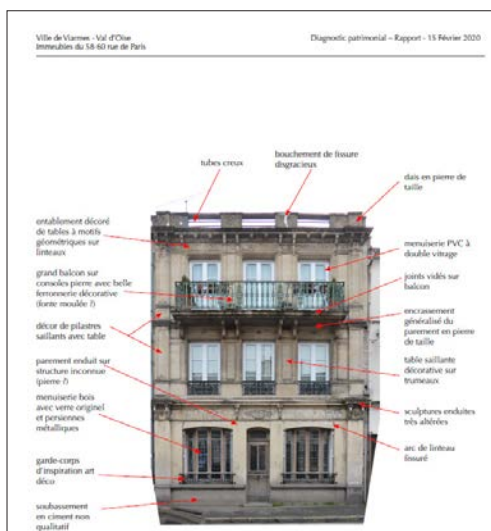 Ville de Viarmes - Val d'Oise
Immeubles du 58-60 rue de Paris
Diagnostic patrimonial – Rapport - 15 Février 2020
tubes creux
bouchement de fissure
disgracieux
dais en pierre de
taille
entablement décoré
de tables à motifs
géométriques sur
linteaux
grand balcon sur
consoles pierre avec belle
ferronnerie décorative
(fonte moulée ?)
décor de pilastres
saillants avec table
parement enduit sur
structure inconnue
(pierre ?)
menuiserie bois
avec verre originel
et persiennes
métalliques
garde-corps
d'inspiration art
déco
soubassement
en ciment non
qualitatif
menuiserie PVC à
double vitrage
joints vidés sur
balcon
encrassement
généralisé du
parement en pierre
de taille
table saillante
décorative sur
trumeaux
sculptures enduites
très altérées
arc de linteau
fissuré